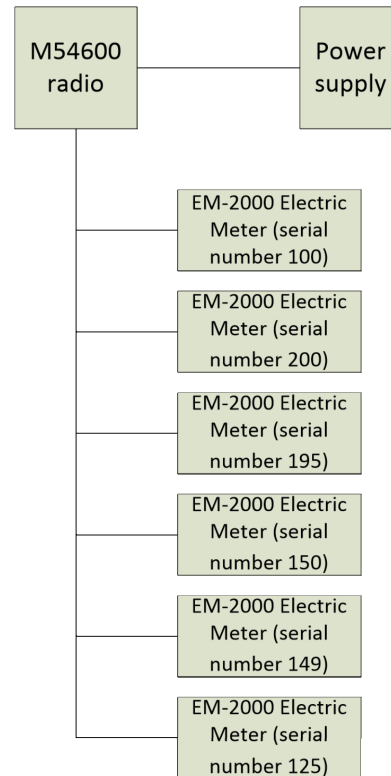 M54600
radio
Power
supply
EM-2000 Electric
Meter (serial
number 100)
EM-2000 Electric
Meter (serial
number 200)
EM-2000 Electric
Meter (serial
number 195)
EM-2000 Electric
Meter (serial
number 150)
EM-2000 Electric
Meter (serial
number 149)
EM-2000 Electric
Meter (serial
number 125)